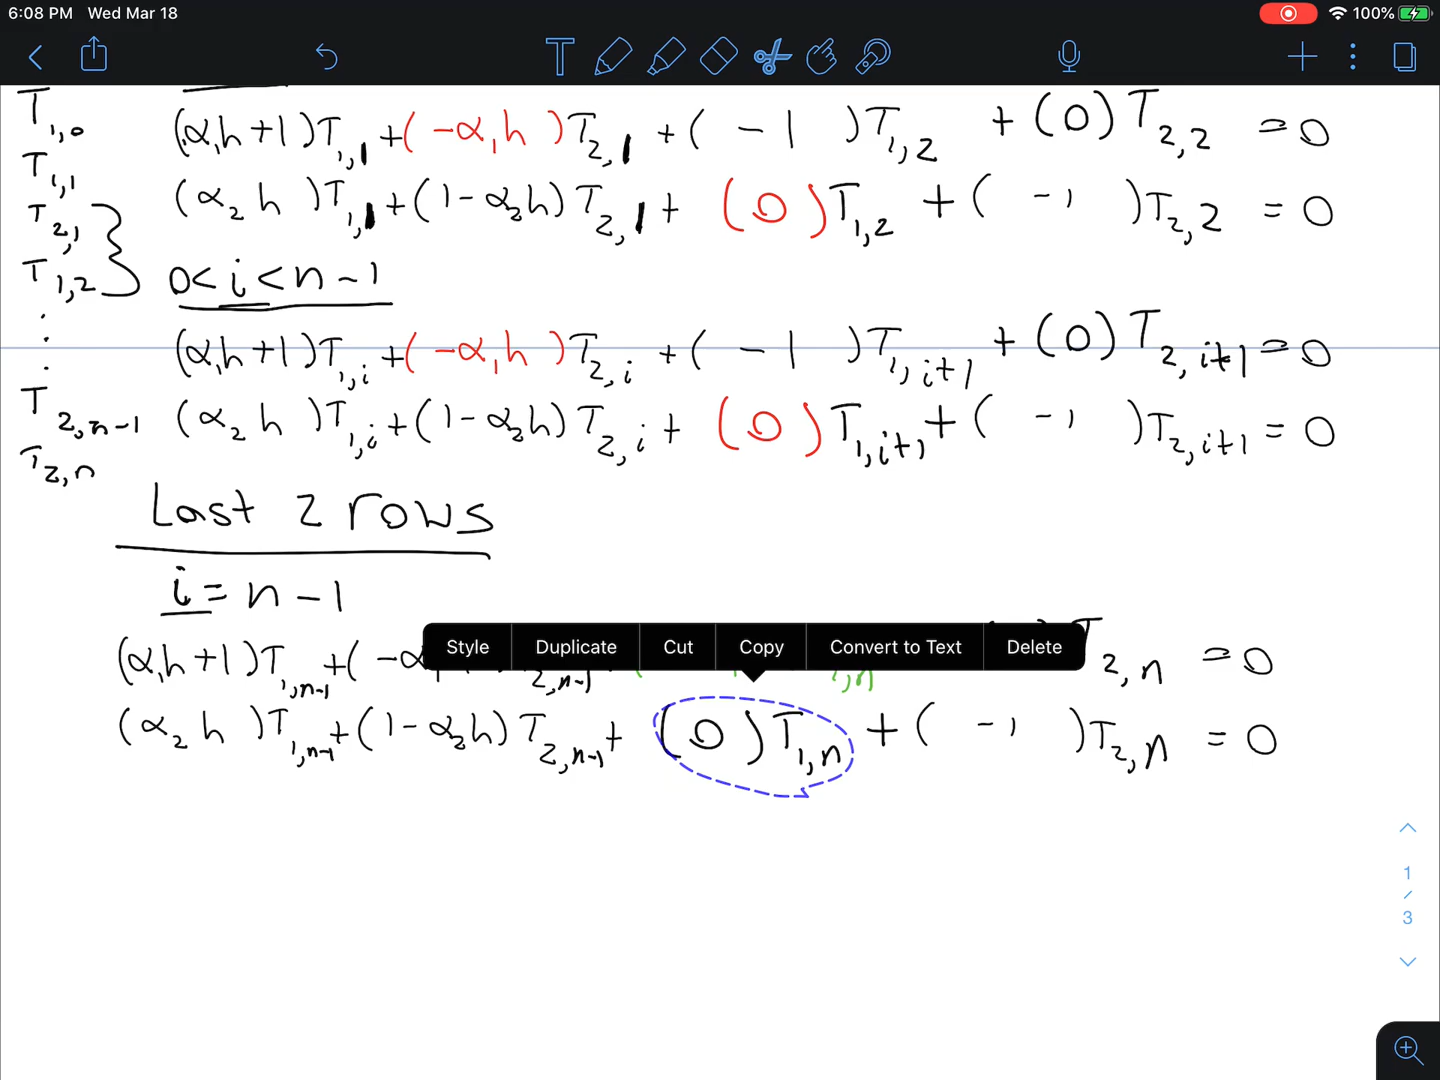 6:08 PM Wed Mar 18 100%
T
T₁,₀
(α₁h+1)T₁,₁ + (-α₁h)T₂,₁ + (-1)T₁,₂ + (0)T₂,₂ = 0
T₁,₁
(α₂h)T₁,₁ + (1-α₂h)T₂,₁ + (0)T₁,₂ + (-1)T₂,₂ = 0
T₂,₁
T₁,₂
0 < i < n-1
⋮
(α₁h+1)T₁,ᵢ + (-α₁h)T₂,ᵢ + (-1)T₁,ᵢ₊₁ + (0)T₂,ᵢ₊₁ = 0
T₂,ₙ₋₁
(α₂h)T₁,ᵢ + (1-α₂h)T₂,ᵢ + (0)T₁,ᵢ₊₁ + (-1)T₂,ᵢ₊₁ = 0
T₂,ₙ
Last 2 rows
i = n-1
Style Duplicate Cut Copy Convert to Text Delete
(α₁h+1)T₁,ₙ₋₁ + (-α ₂,ₙ₋₁ ₁,ₙ T₂,ₙ = 0
(α₂h)T₁,ₙ₋₁ + (1-α₂h)T₂,ₙ₋₁ + (0)T₁,ₙ + (-1)T₂,ₙ = 0
1
/
3